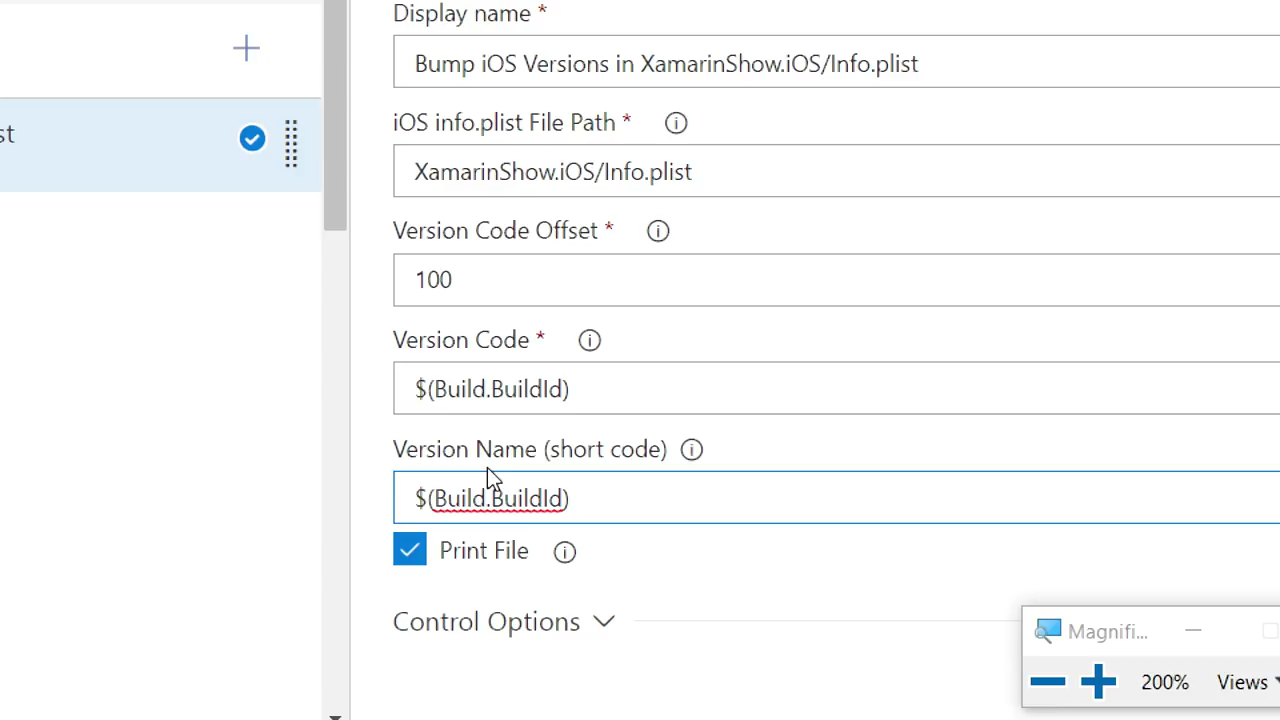 Display name *
Bump iOS Versions in XamarinShow.iOS/Info.plist
st
iOS info.plist File Path *
XamarinShow.iOS/Info.plist
Version Code Offset *
100
Version Code *
$(Build.BuildId)
Version Name (short code)
$(Build.BuildId)
Print File
Control Options
Magnifi...
200% Views